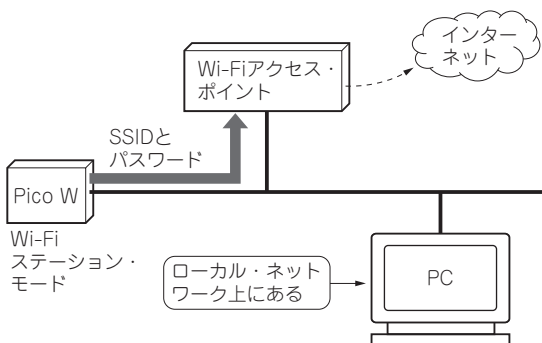 インター
ネット
Wi-Fiアクセス・
ポイント
SSIDと
パスワード
Pico W
Wi-Fi
ステーション・
モード
ローカル・ネット
ワーク上にある
PC